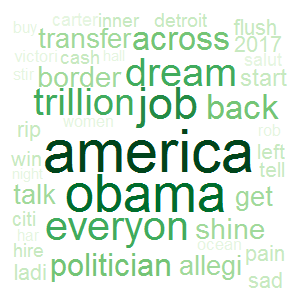 buy carter inner detroit flush
transfer across 2017
victori cash hall salut
stir border dream start
trillion job back
rip women rob
america left
win tell
night obama
talk get
citi everyon shine
har ocean
hire politician allegi pain
ladi sad